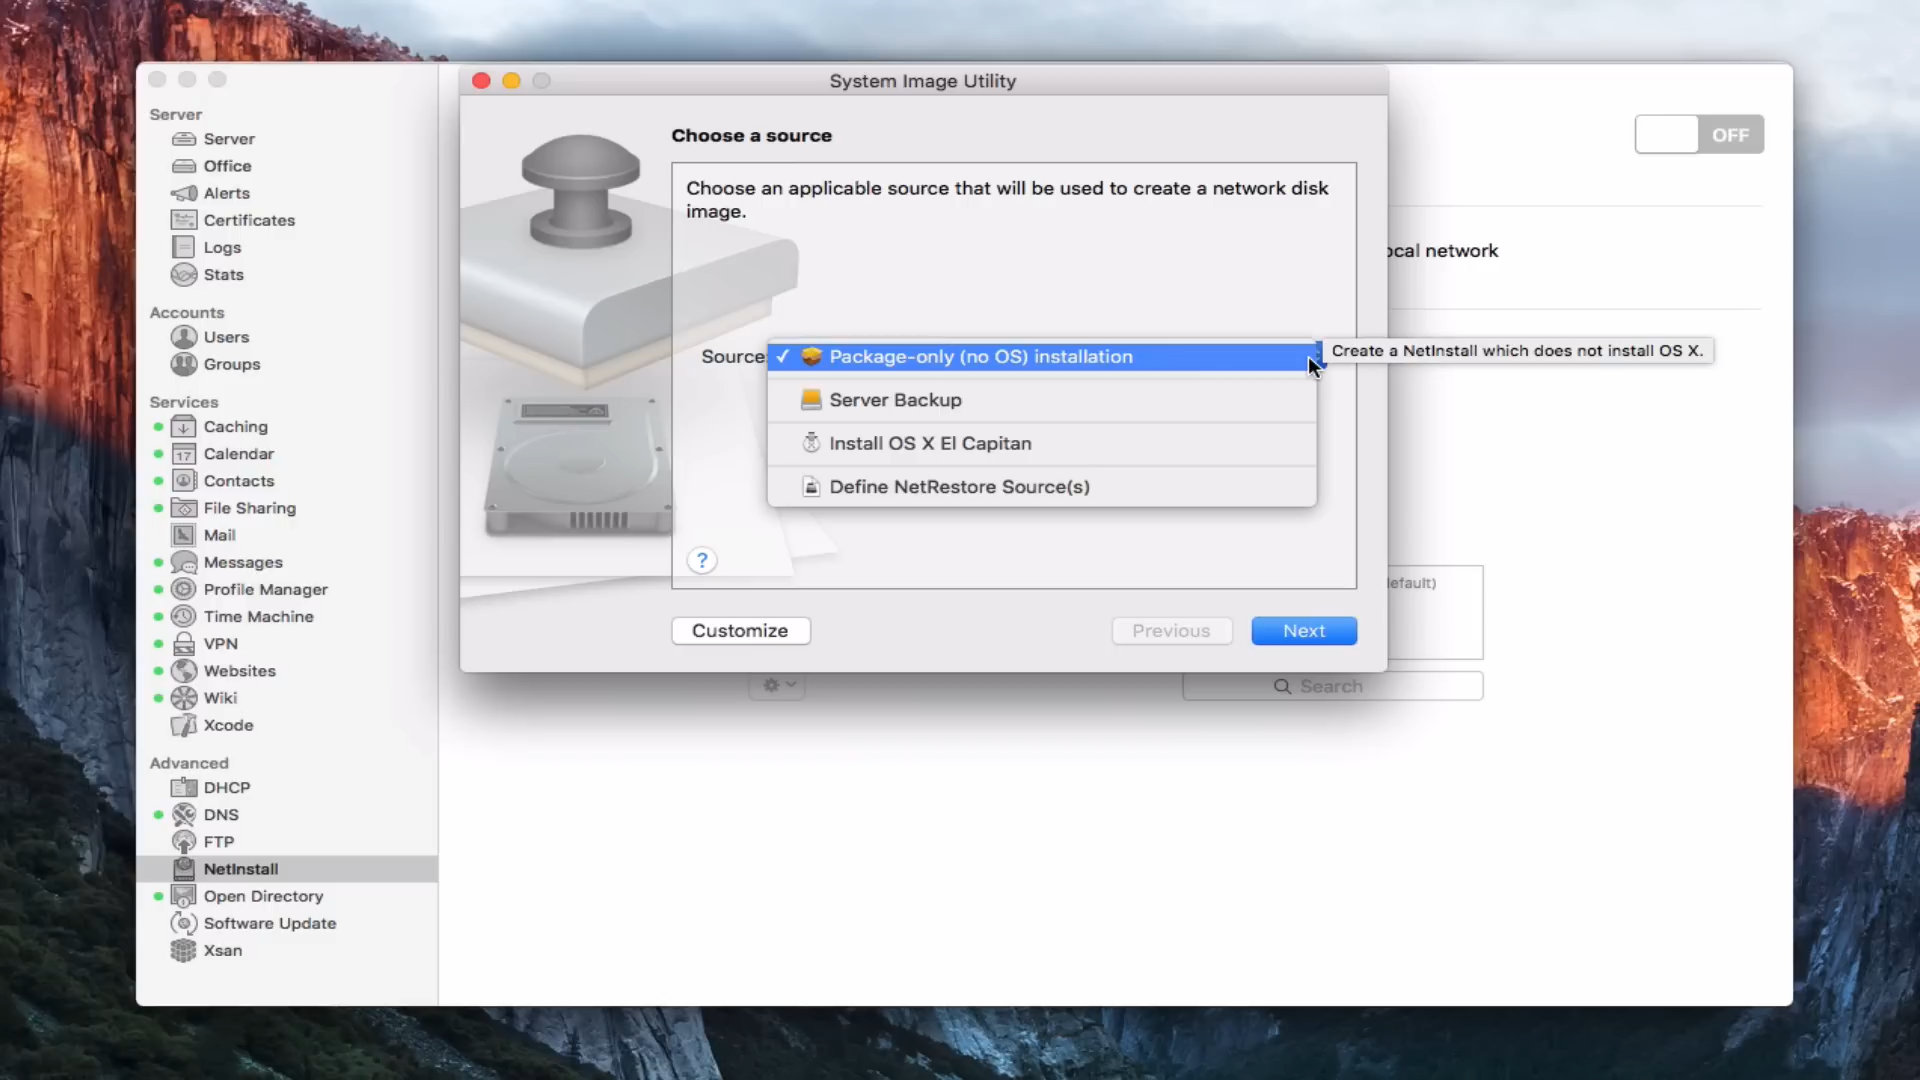 Server
Server
Office
Alerts
Certificates
Logs
Stats
Accounts
Users
Groups
Services
Caching
17
Calendar
Contacts
File Sharing
Mail
Messages
Profile Manager
Time Machine
VPN
Websites
Wiki
Xcode
Advanced
DHCP
DNS
FTP
NetInstall
Open Directory
Software Update
Xsan
System Image Utility
Choose a source
Choose an applicable source that will be used to create a network disk
image.
Source:
✓ Package-only (no OS) installation
Server Backup
Install OS X El Capitan
Define NetRestore Source(s)
?
Customize
Previous
Next
OFF
ocal network
Create a NetInstall which does not install OS X.
efault)
Search